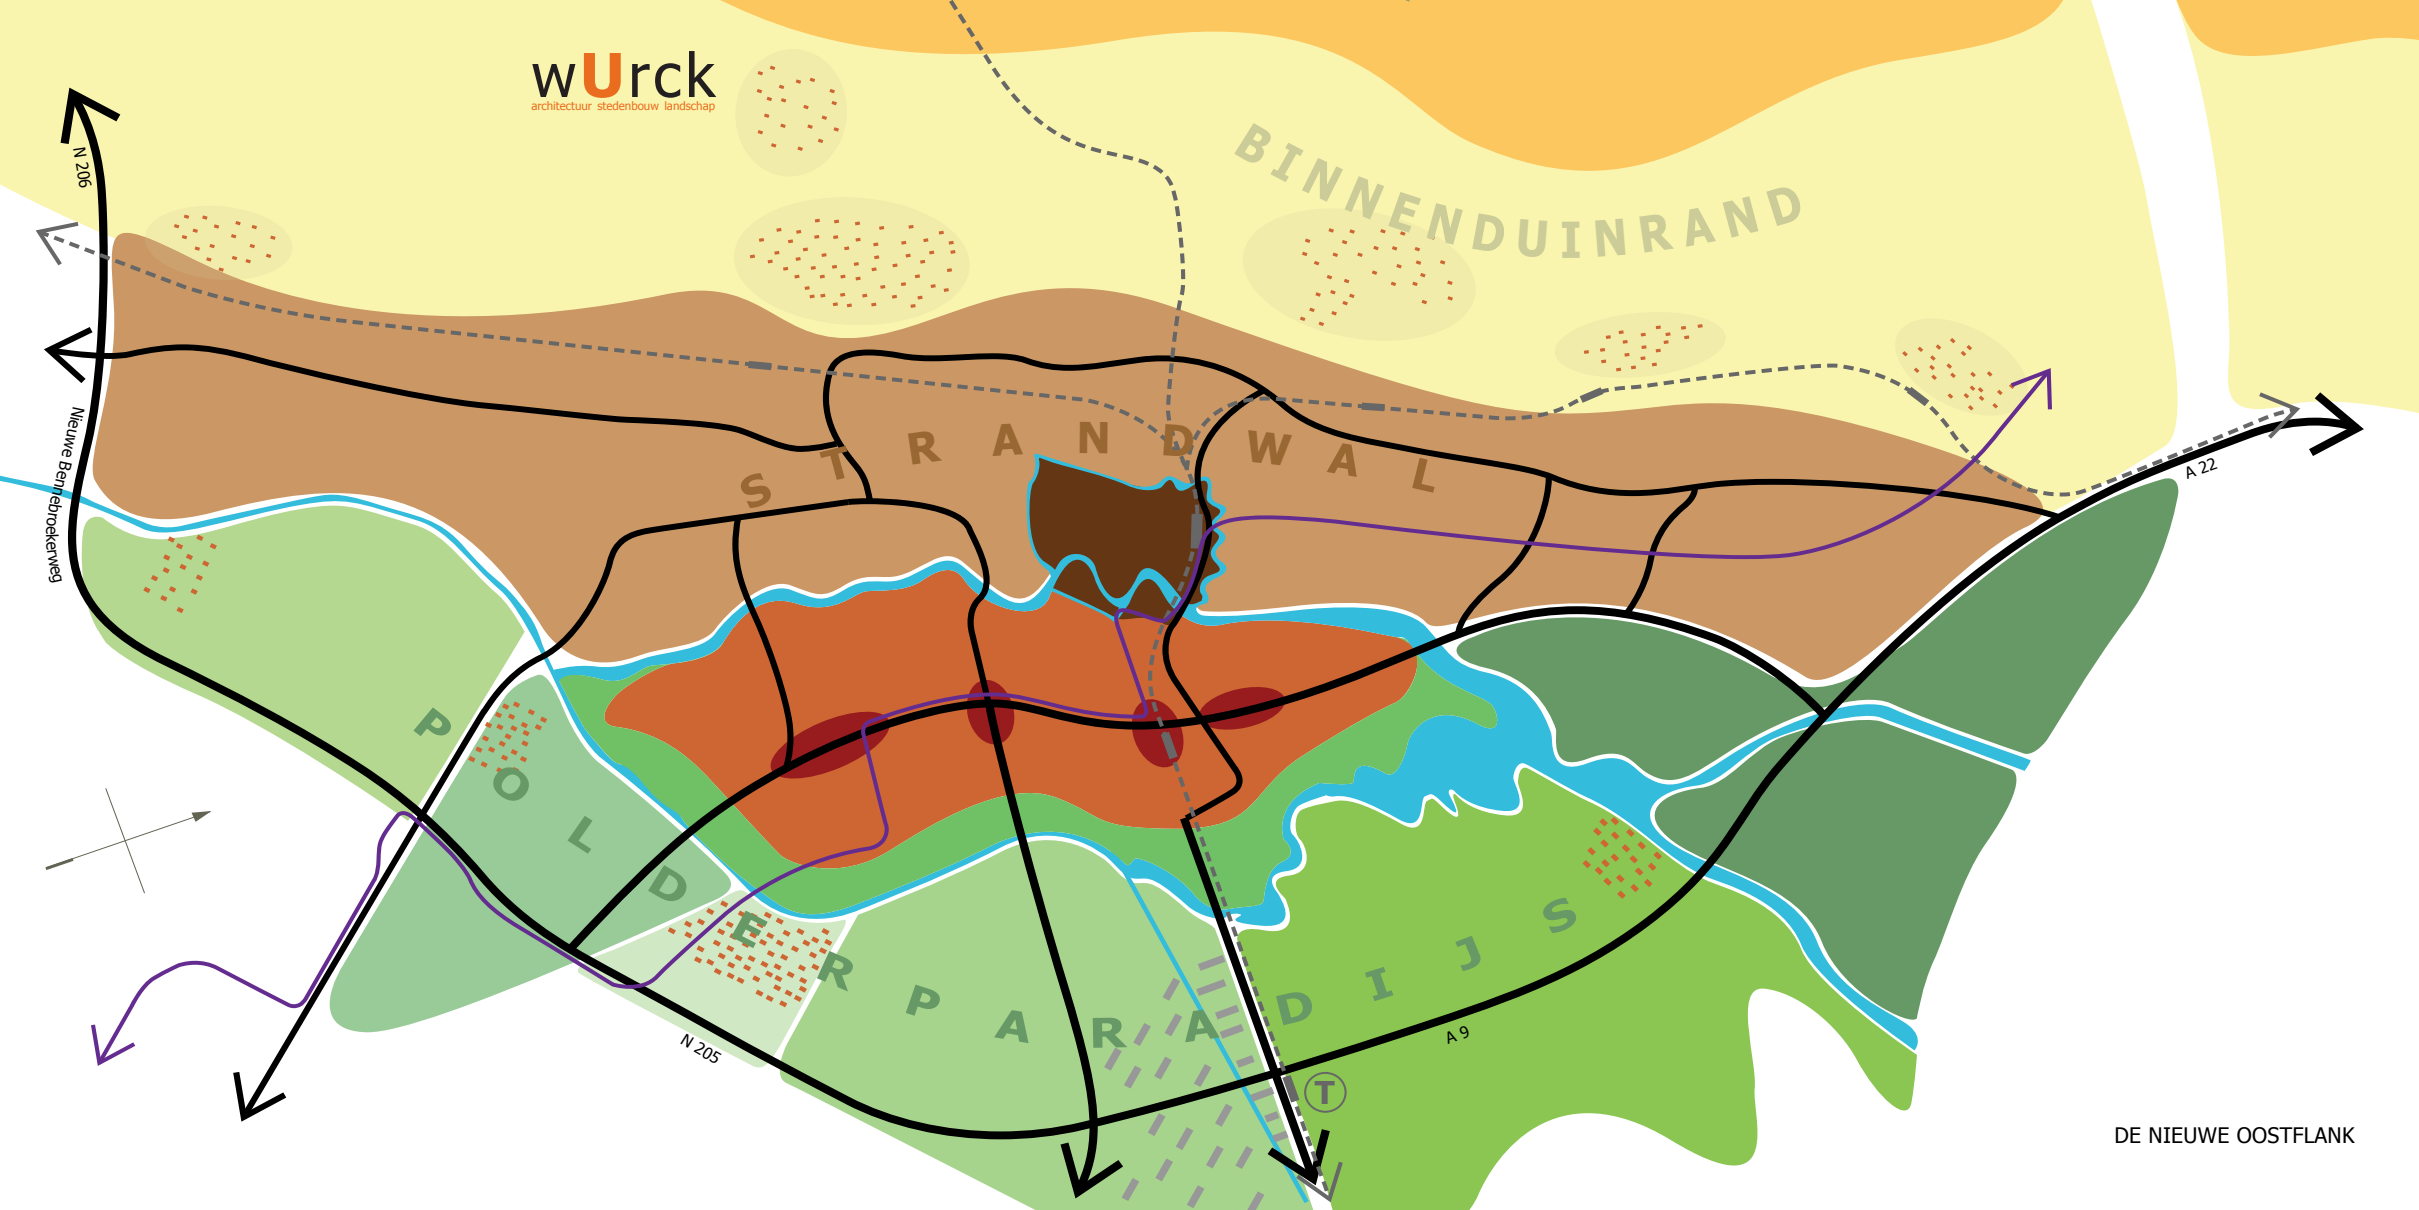 wUrck
architectuur stedenbouw landschap
BINNENDUINRAND
N 206
Nieuwe Bennebroekerweg
STRANDWAL
A 22
POLDERPARADIJS
N 205
A 9
T
DE NIEUWE OOSTFLANK